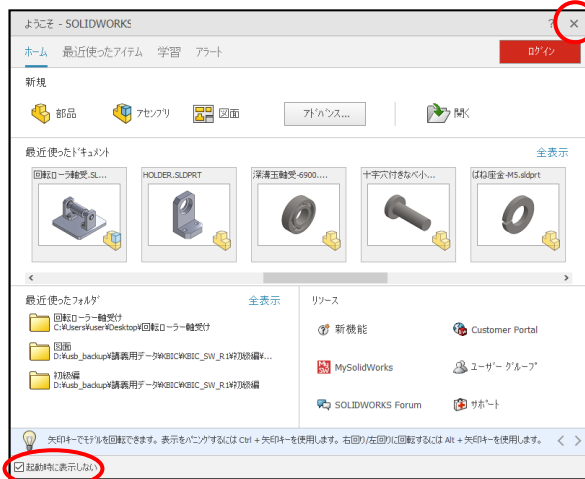 ようこそ - SOLIDWORKS
? ×
ホーム 最近使ったアイテム 学習 アラート ログイン
新規
部品 アセンブリ 図面 アドバンス... 開く
最近使ったドキュメント 全表示
回転ローラ軸受.SL... HOLDER.SLDPRT 深溝玉軸受-6900.... 十字穴付きなべ小... ばね座金-M5.sldprt
最近使ったフォルダ 全表示 リソース
回転ローラー軸受け
C:¥Users¥user¥Desktop¥回転ローラー軸受け
新機能 Customer Portal
図面
D:¥usb_backup¥講義用データ¥KBIC¥KBIC_SW_R1¥初級編¥...
MySolidWorks ユーザー グループ
初級編
D:¥usb_backup¥講義用データ¥KBIC¥KBIC_SW_R1¥初級編
SOLIDWORKS Forum サポート
矢印キーでモデルを回転できます。表示をパニングするには Ctrl + 矢印キーを使用します。右回り/左回りに回転するには Alt + 矢印キーを使用します。
起動時に表示しない